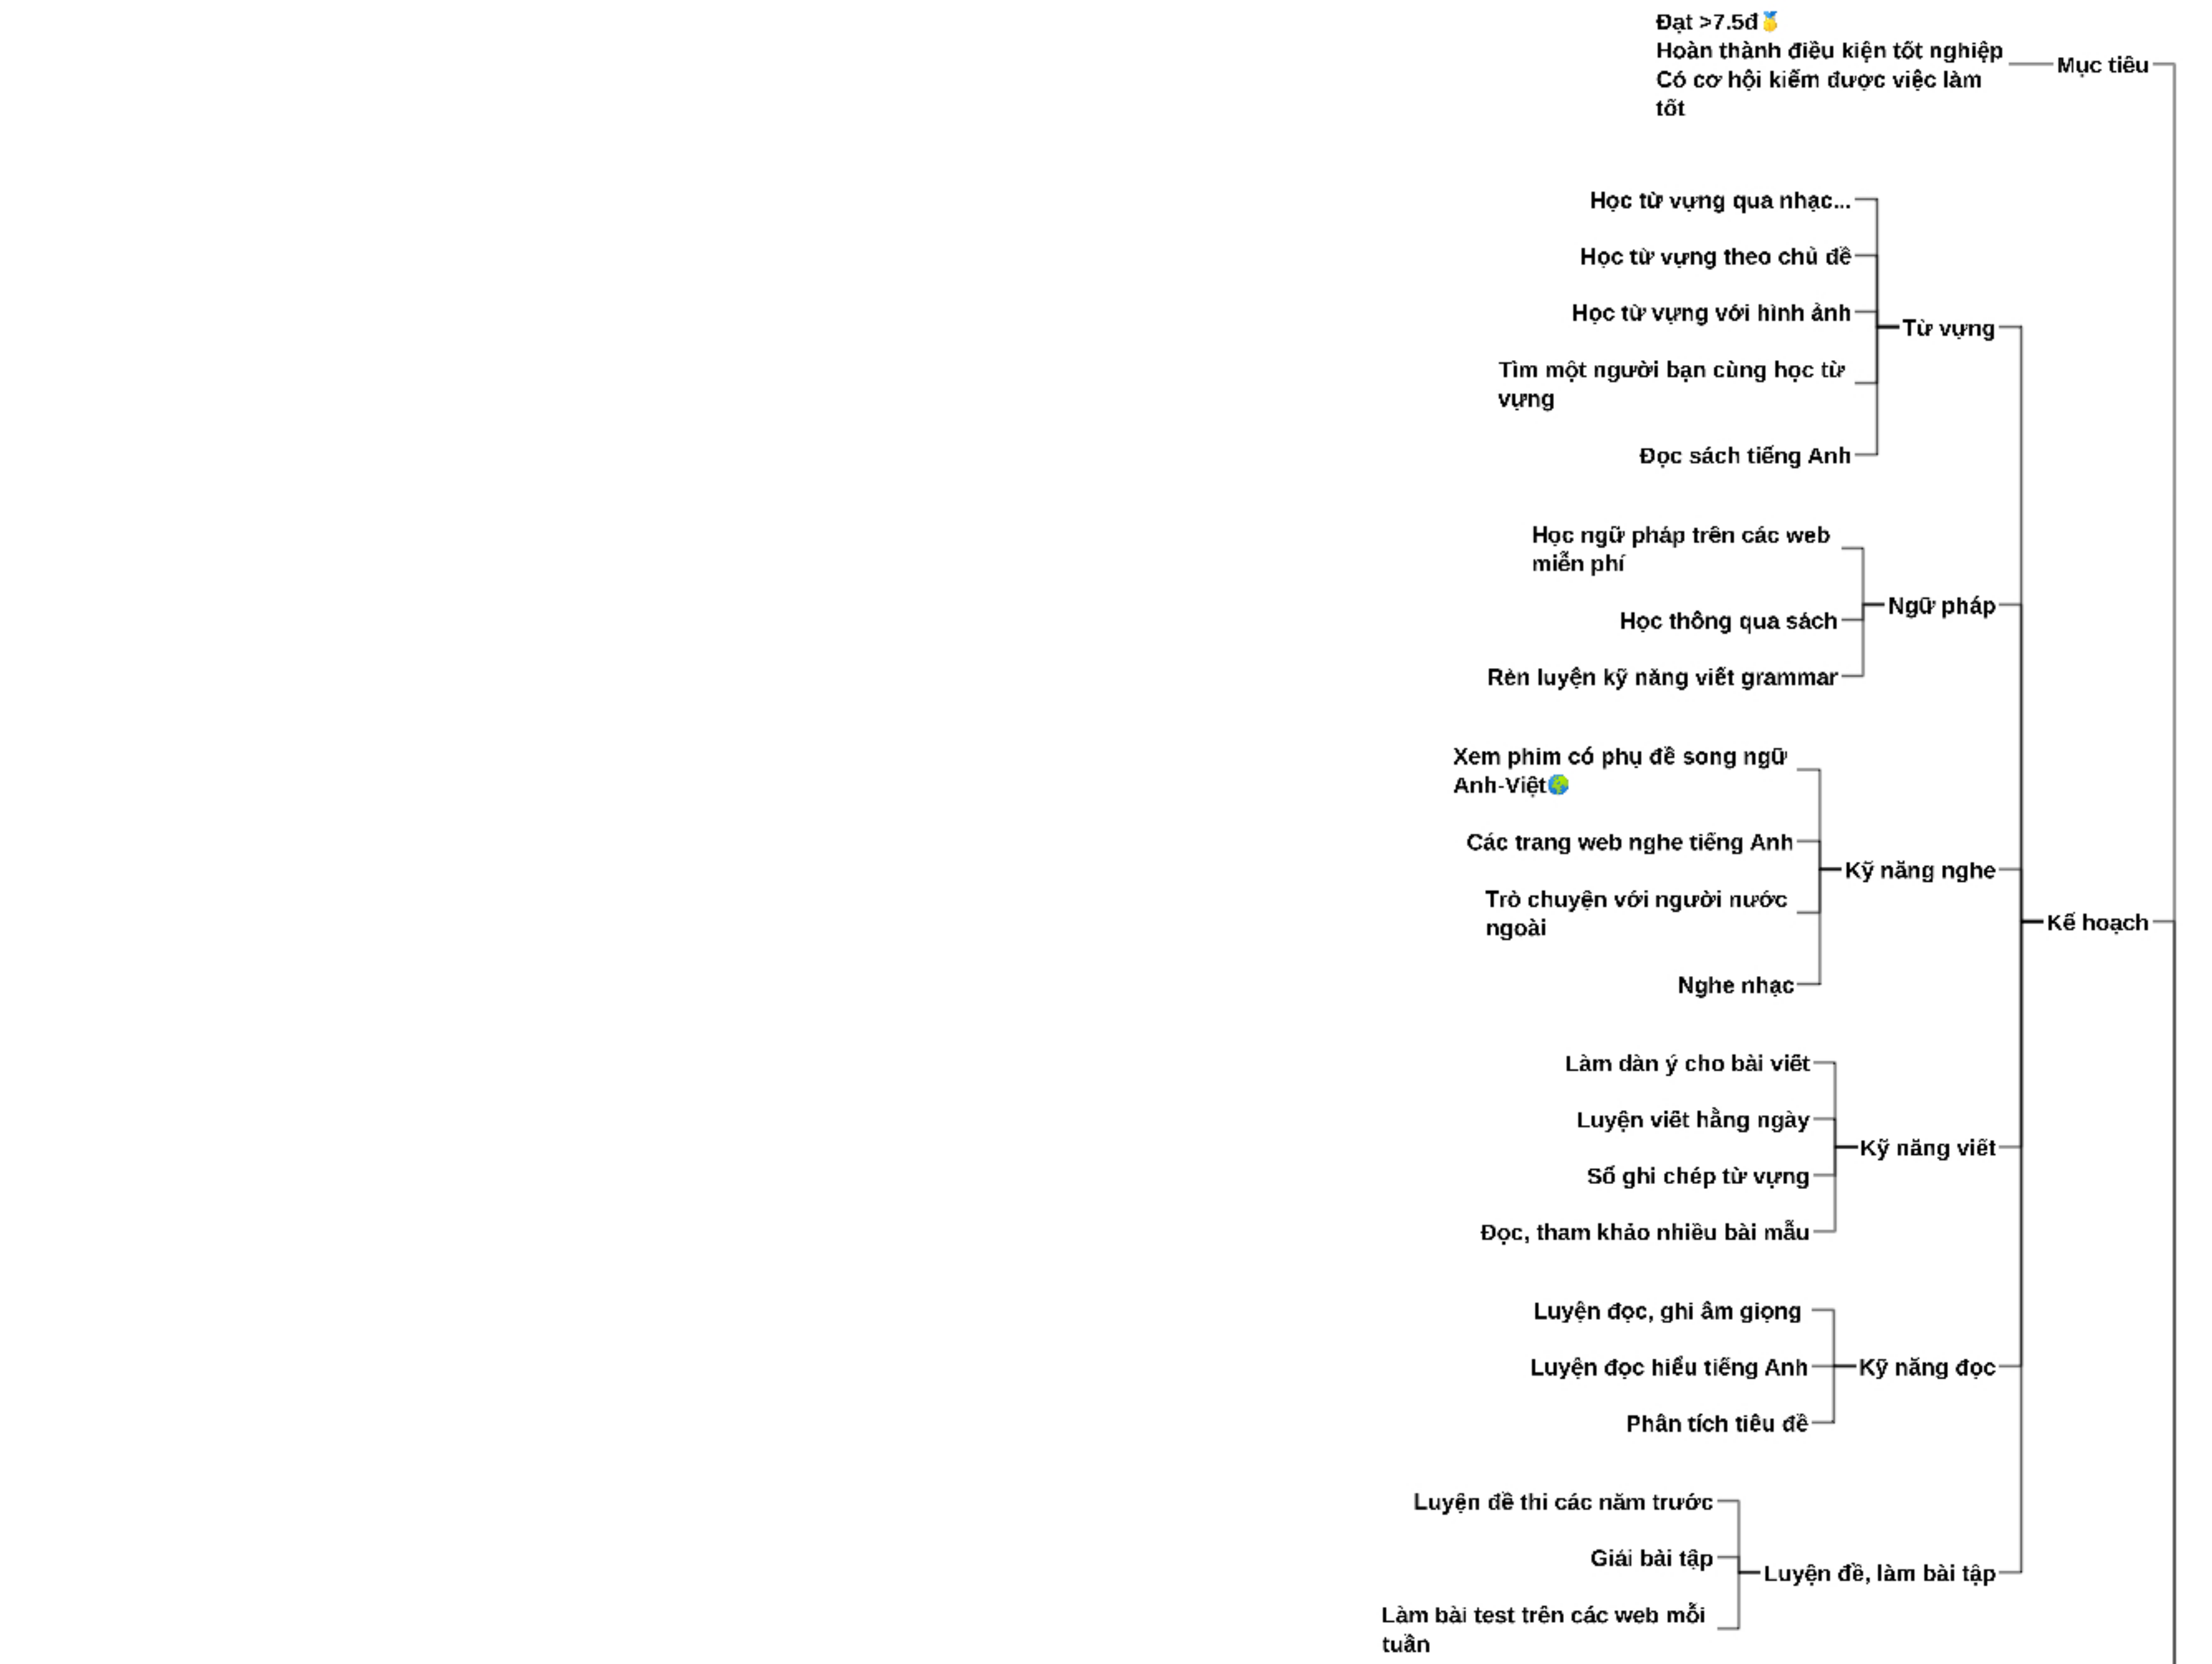 Đạt >7.5đ🥇
Hoàn thành điều kiện tốt nghiệp
Có cơ hội kiếm được việc làm
tốt
Mục tiêu
Học từ vựng qua nhạc...
Học từ vựng theo chủ đề
Học từ vựng với hình ảnh
Tìm một người bạn cùng học từ
vựng
Đọc sách tiếng Anh
Từ vựng
Học ngữ pháp trên các web
miễn phí
Học thông qua sách
Rèn luyện kỹ năng viết grammar
Ngữ pháp
Xem phim có phụ đề song ngữ
Anh-Việt🌍
Các trang web nghe tiếng Anh
Trò chuyện với người nước
ngoài
Nghe nhạc
Kỹ năng nghe
Kế hoạch
Làm dàn ý cho bài viết
Luyện viết hằng ngày
Sổ ghi chép từ vựng
Đọc, tham khảo nhiều bài mẫu
Kỹ năng viết
Luyện đọc, ghi âm giọng
Luyện đọc hiểu tiếng Anh
Phân tích tiêu đề
Kỹ năng đọc
Luyện đề thi các năm trước
Giải bài tập
Làm bài test trên các web mỗi
tuần
Luyện đề, làm bài tập